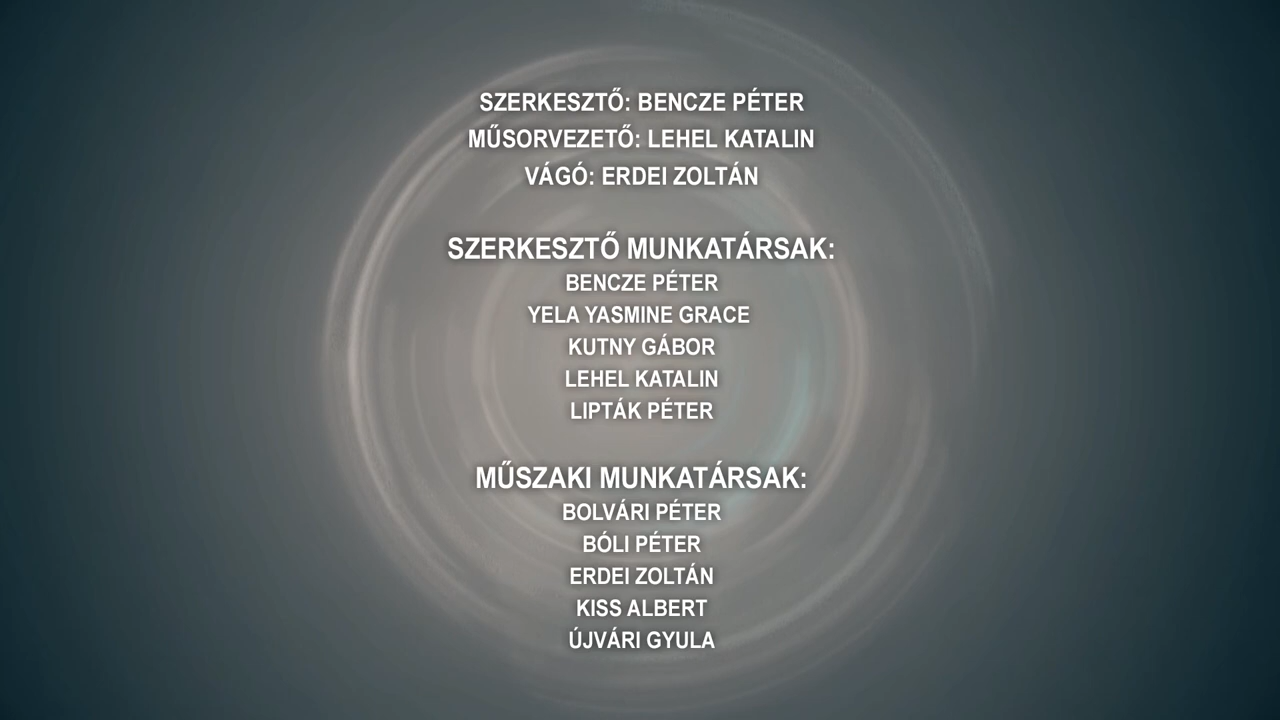 SZERKESZTŐ: BENCZE PÉTER
MŰSORVEZETŐ: LEHEL KATALIN
VÁGÓ: ERDEI ZOLTÁN
SZERKESZTŐ MUNKATÁRSAK:
BENCZE PÉTER
YELA YASMINE GRACE
KUTNY GÁBOR
LEHEL KATALIN
LIPTÁK PÉTER
MŰSZAKI MUNKATÁRSAK:
BOLVÁRI PÉTER
BÓLI PÉTER
ERDEI ZOLTÁN
KISS ALBERT
ÚJVÁRI GYULA